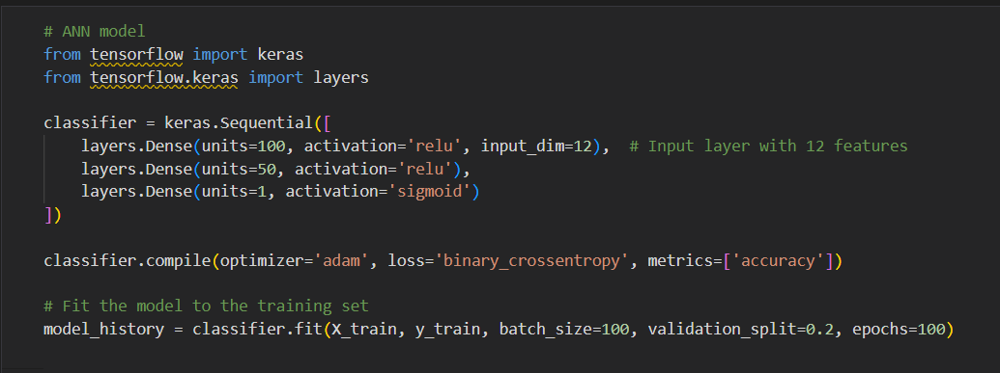 # ANN model
from tensorflow import keras
from tensorflow.keras import layers
classifier = keras.Sequential([
layers.Dense(units=100, activation='relu', input_dim=12),  # Input layer with 12 features
layers.Dense(units=50, activation='relu'),
layers.Dense(units=1, activation='sigmoid')
])
classifier.compile(optimizer='adam', loss='binary_crossentropy', metrics=['accuracy'])
# Fit the model to the training set
model_history = classifier.fit(X_train, y_train, batch_size=100, validation_split=0.2, epochs=100)